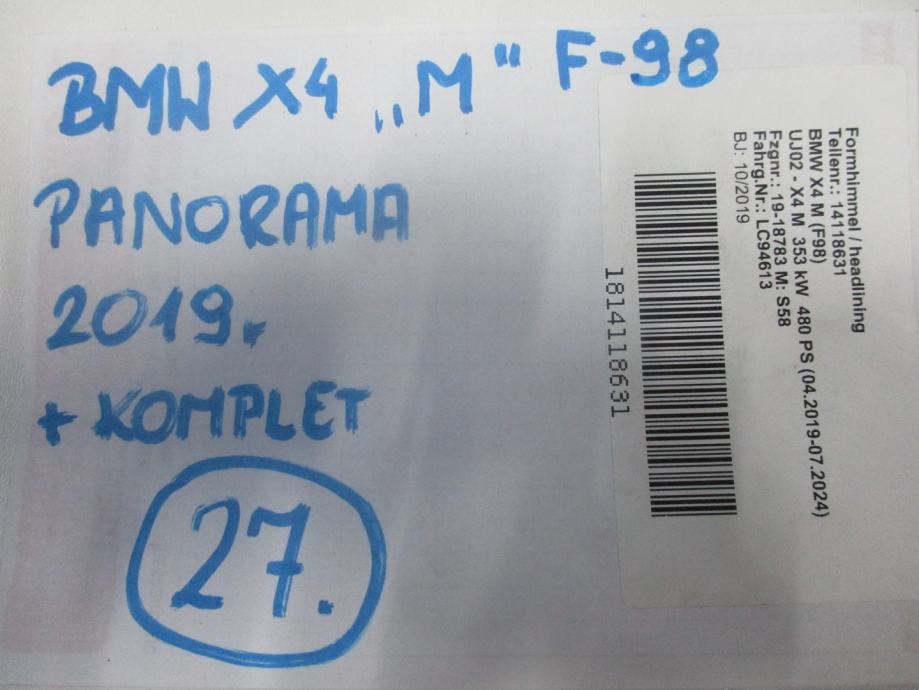 BMW X4 „M" F-98
PANORAMA
2019.
+ KOMPLET
27.
Formhimmel / headlining
Teilenr.: 14118631
BMW X4 M (F98)
UJ02 - X4 M 353 kW 480 PS (04.2019-07.2024)
Fzgnr.: 19-18783 M: S58
Fahrg.Nr.: LC94613
BJ: 10/2019
1814118631